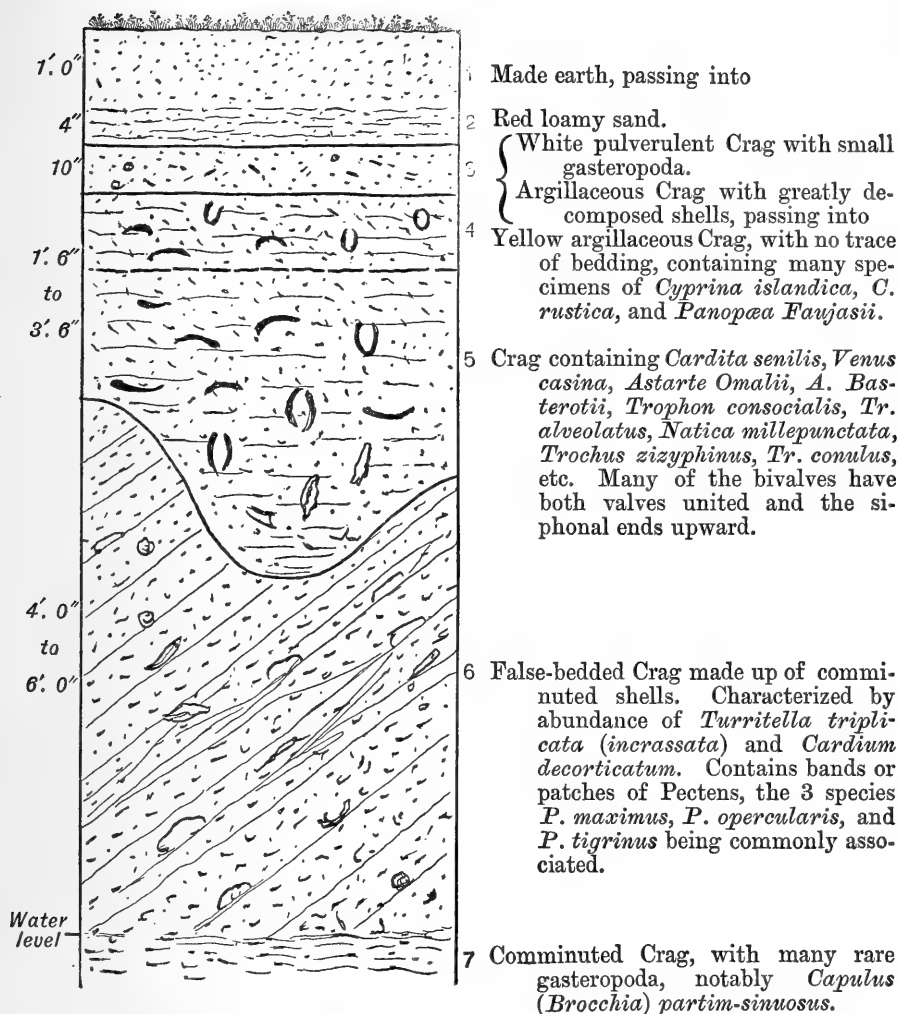 1′. 0″
4″
10″
1′. 6″
to
3′. 6″
4′. 0″
to
6′. 0″
Water
level
1 Made earth, passing into
2 Red loamy sand.
3 White pulverulent Crag with small
gasteropoda.
Argillaceous Crag with greatly de-
composed shells, passing into
4 Yellow argillaceous Crag, with no trace
of bedding, containing many spe-
cimens of Cyprina islandica, C.
rustica, and Panopæa Faujasii.
5 Crag containing Cardita senilis, Venus
casina, Astarte Omalii, A. Bas-
terotii, Trophon consocialis, Tr.
alveolatus, Natica millepunctata,
Trochus zizyphinus, Tr. conulus,
etc. Many of the bivalves have
both valves united and the si-
phonal ends upward.
6 False-bedded Crag made up of commi-
nuted shells. Characterized by
abundance of Turritella tripli-
cata (incrassata) and Cardium
decorticatum. Contains bands or
patches of Pectens, the 3 species
P. maximus, P. opercularis, and
P. tigrinus being commonly asso-
ciated.
7 Comminuted Crag, with many rare
gasteropoda, notably Capulus
(Brocchia) partim-sinuosus.